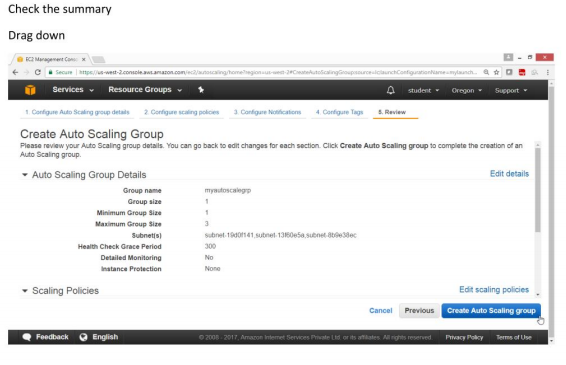 Check the summary
Drag down
EC2 Management Consol
Secure https://us-west-2.console.aws.amazon.com/ec2/autoscaling/home?region=us-west-2#CreateAutoScalingGroup:source=lc;launchConfigurationName=mylaunch...
Services Resource Groups student Oregon Support
1. Configure Auto Scaling group details 2. Configure scaling policies 3. Configure Notifications 4. Configure Tags 5. Review
Create Auto Scaling Group
Please review your Auto Scaling group details. You can go back to edit changes for each section. Click Create Auto Scaling group to complete the creation of an
Auto Scaling group.
Auto Scaling Group Details Edit details
Group name myautoscalegrp
Group size 1
Minimum Group Size 1
Maximum Group Size 3
Subnet(s) subnet-19d0f141,subnet-13f60e5a,subnet-8b9e38ec
Health Check Grace Period 300
Detailed Monitoring No
Instance Protection None
Scaling Policies Edit scaling policies
Cancel Previous Create Auto Scaling group
Feedback English © 2008 - 2017, Amazon Internet Services Private Ltd. or its affiliates. All rights reserved. Privacy Policy Terms of Use